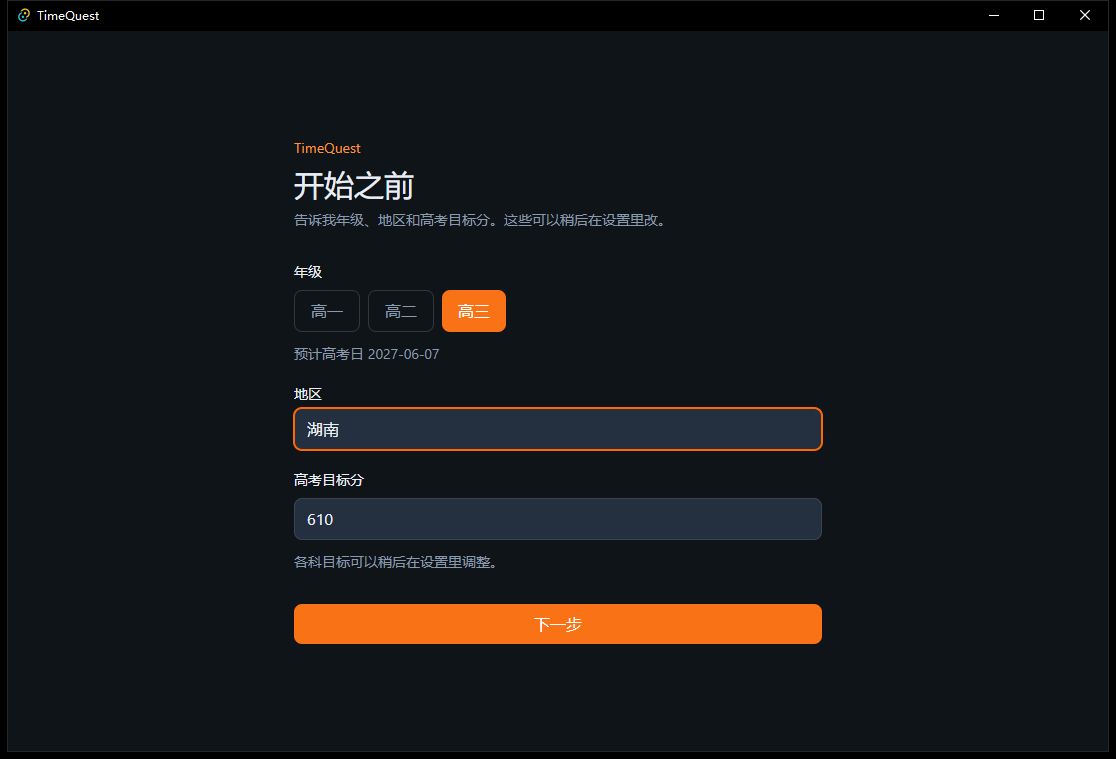 TimeQuest
TimeQuest
开始之前
告诉我年级、地区和高考目标分。这些可以稍后在设置里改。
年级
高一 高二 高三
预计高考日 2027-06-07
地区
湖南
高考目标分
610
各科目标可以稍后在设置里调整。
下一步